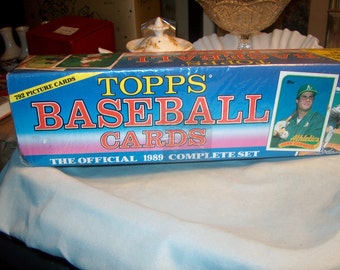 792 PICTURE CARDS
TOPPS
BASEBALL
CARDS
THE OFFICIAL 1989 COMPLETE SET
Athletics